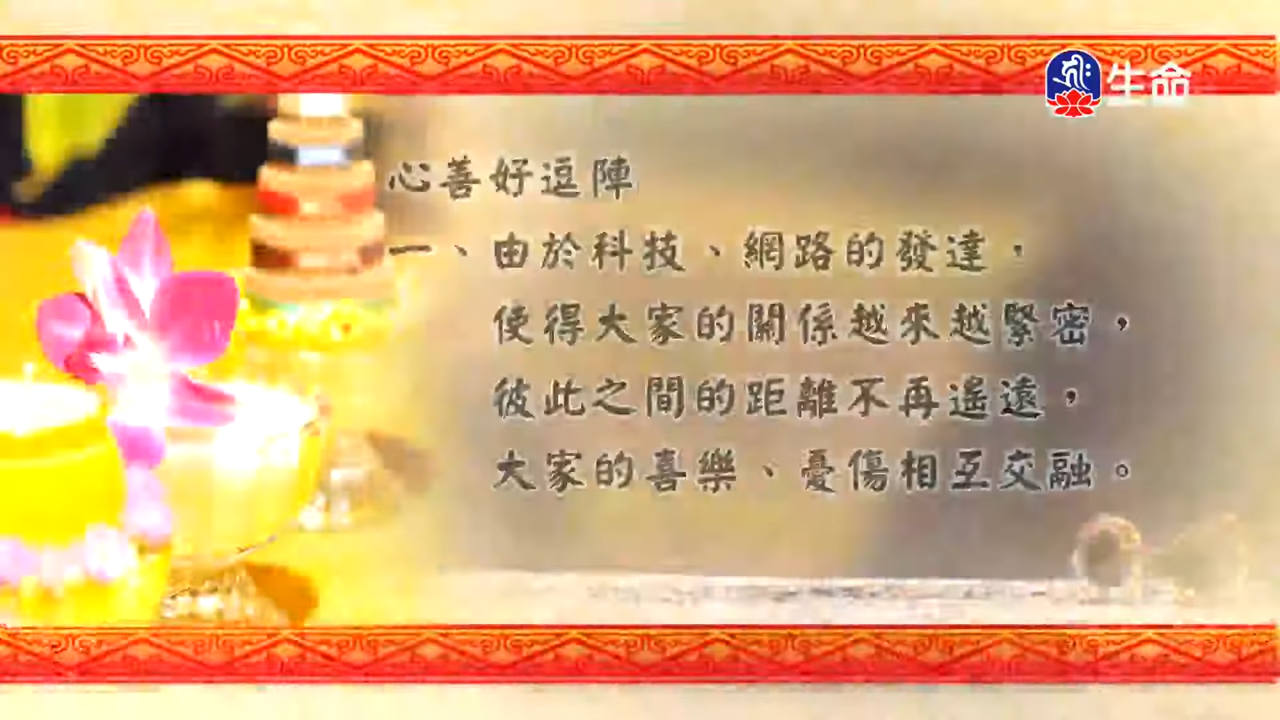 生命
心善好逗陣
一、由於科技、網路的發達，
使得大家的關係越來越緊密，
彼此之間的距離不再遙遠，
大家的喜樂、憂傷相互交融。